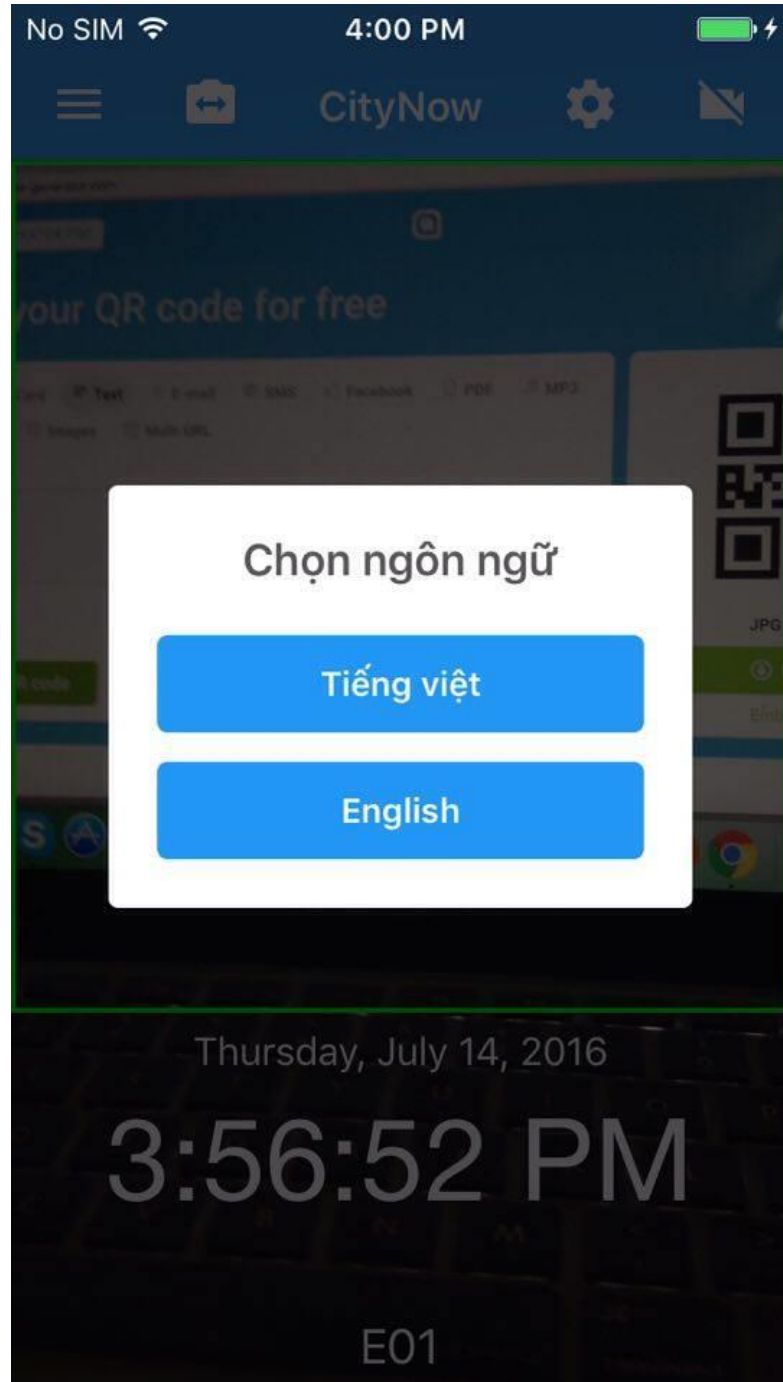 No SIM 4:00 PM
CityNow
your QR code for free
Text E-mail SMS Facebook PDF MP3
Images Multi URL
Chọn ngôn ngữ
JPG
Tiếng việt
R code
English
Thursday, July 14, 2016
3:56:52 PM
E01